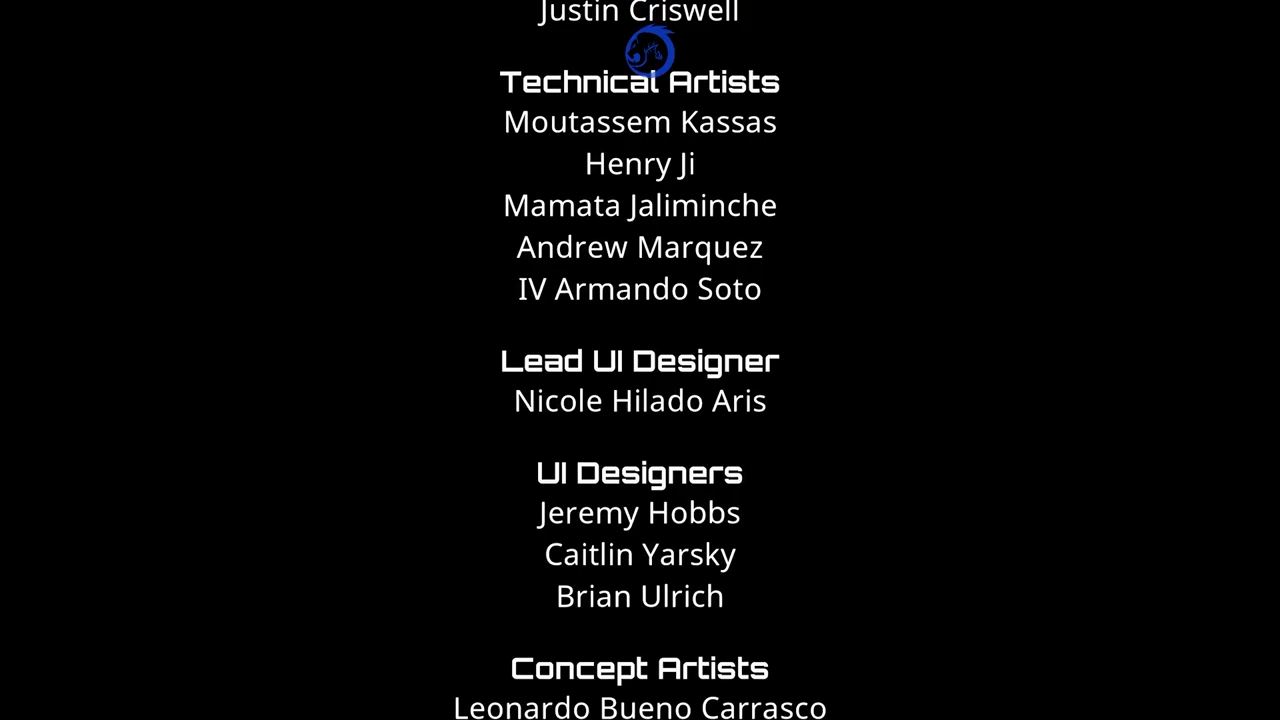 Justin Criswell
Technical Artists
Moutassem Kassas
Henry Ji
Mamata Jaliminche
Andrew Marquez
IV Armando Soto
Lead UI Designer
Nicole Hilado Aris
UI Designers
Jeremy Hobbs
Caitlin Yarsky
Brian Ulrich
Concept Artists
Leonardo Bueno Carrasco